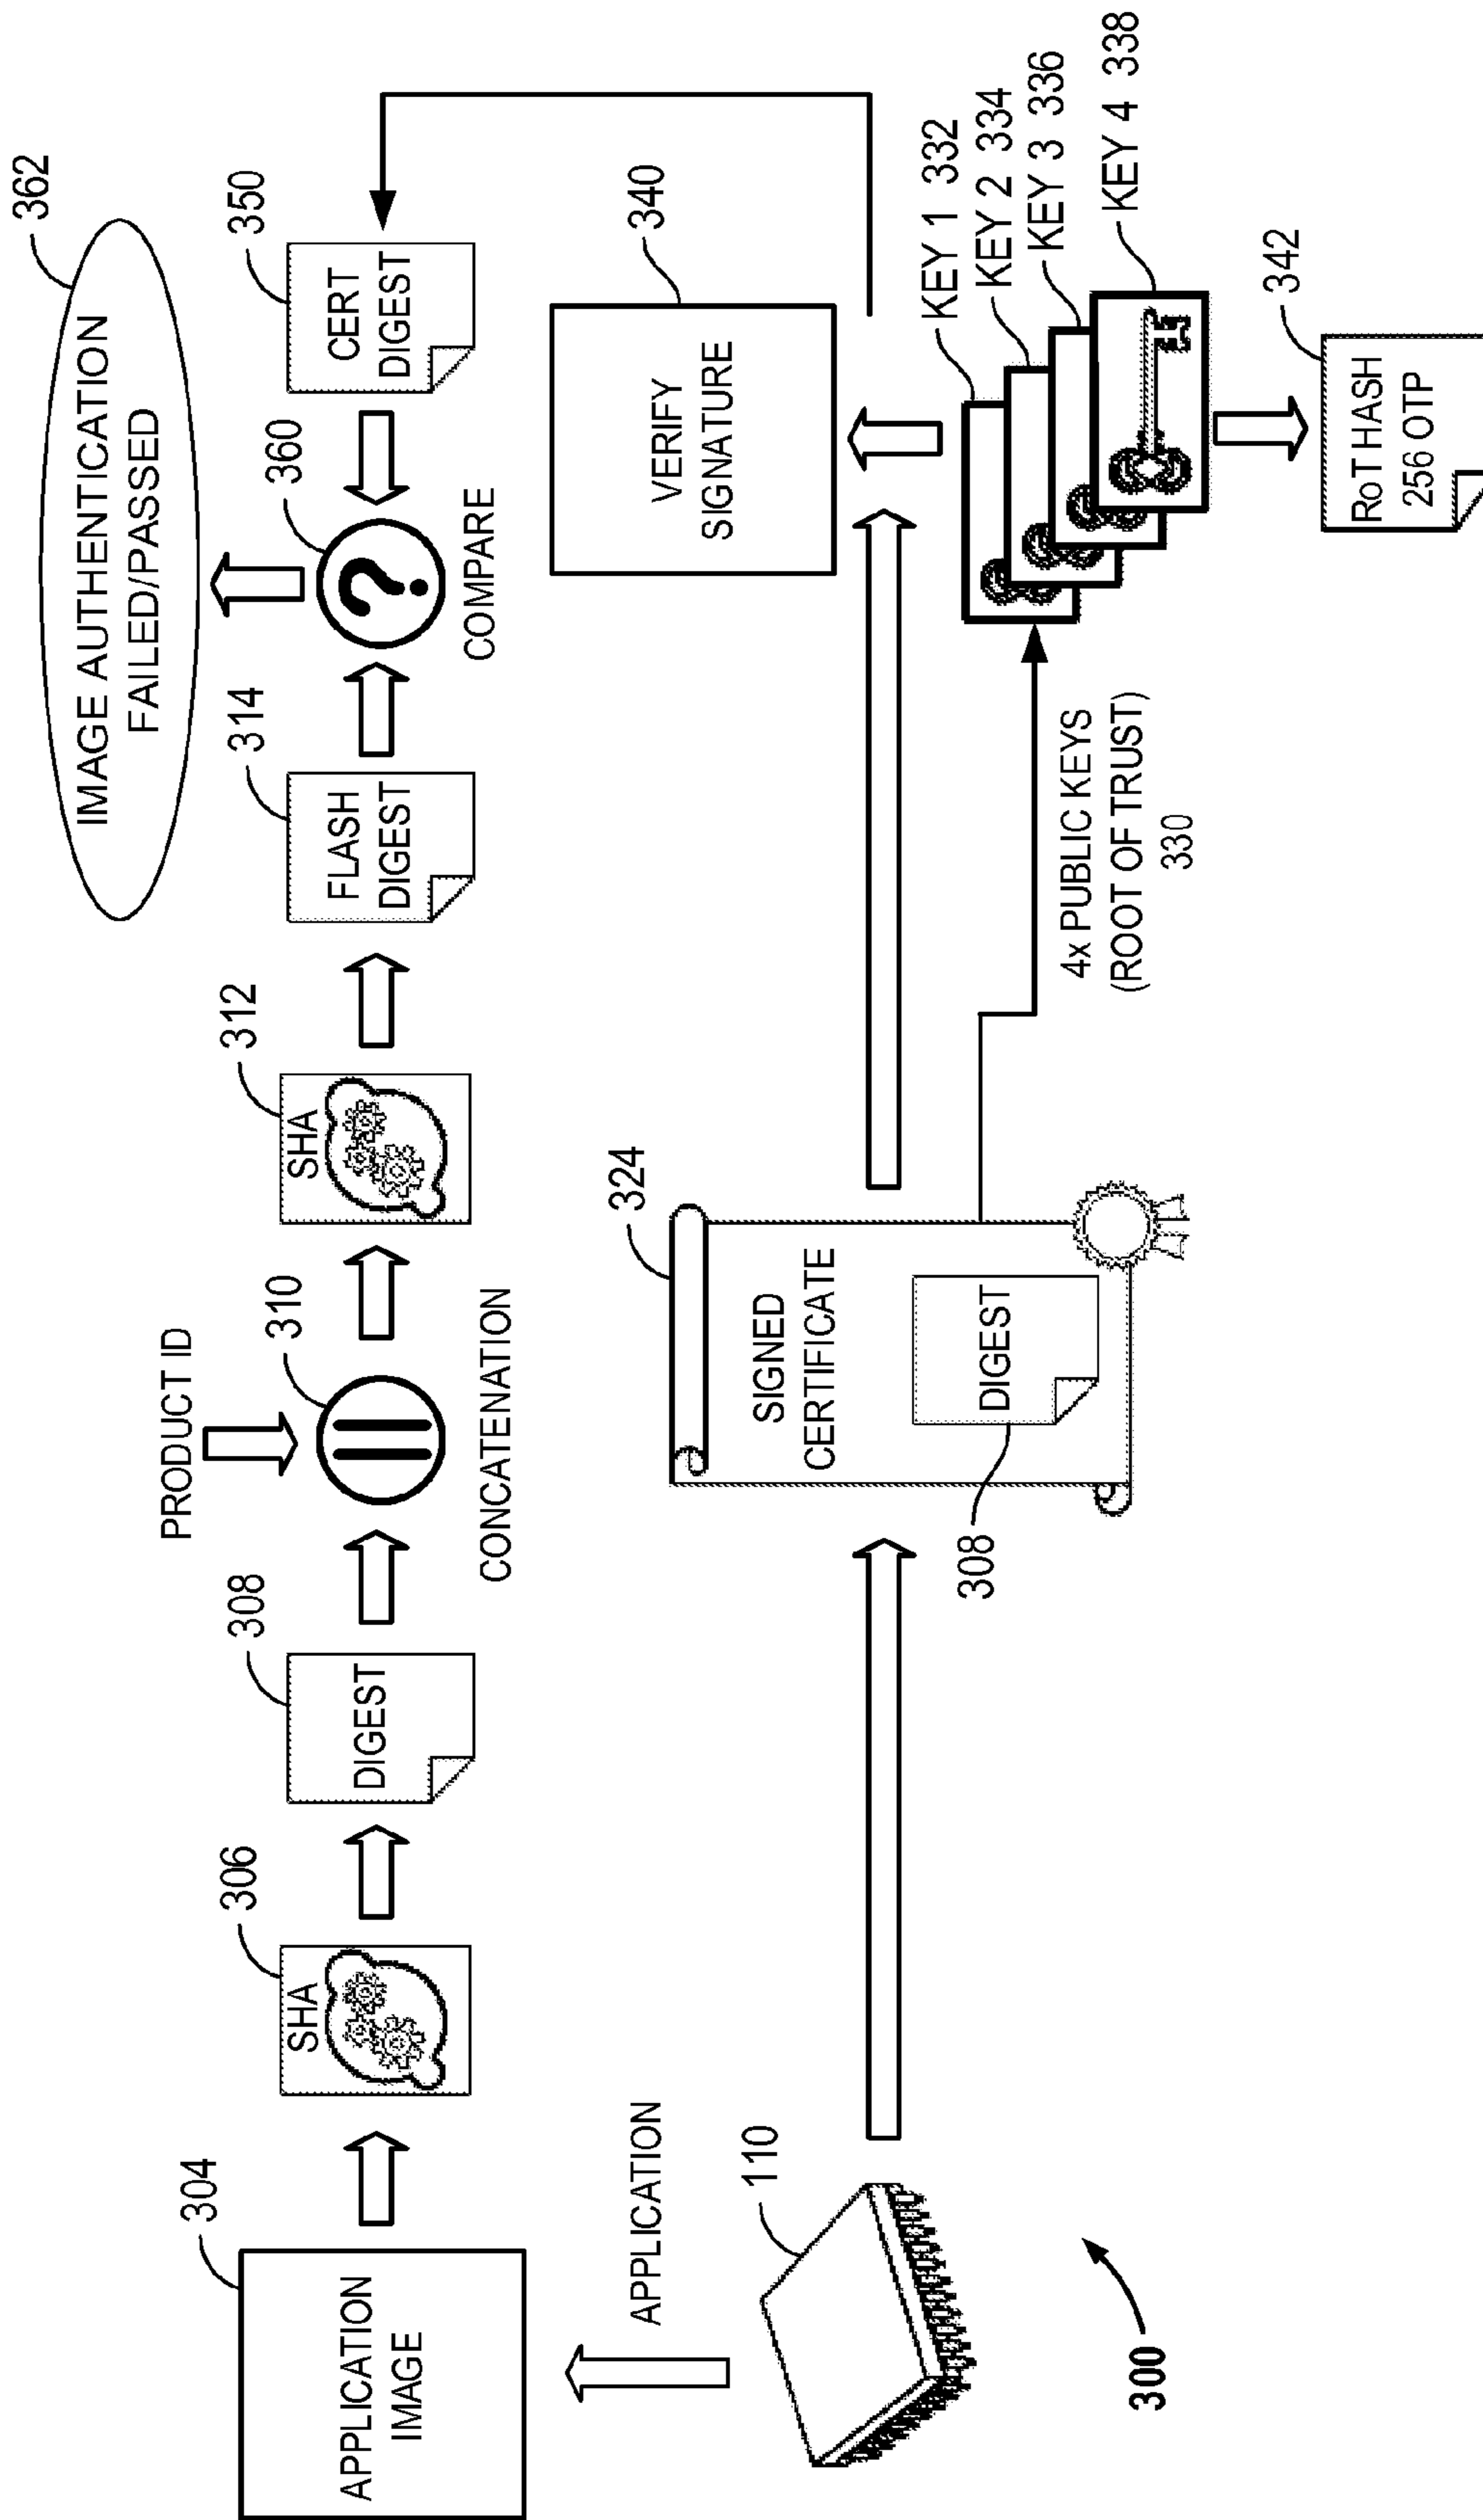 304
APPLICATION
IMAGE
306
SHA
308
DIGEST
PRODUCT ID
310
CONCATENATION
312
SHA
314
FLASH
DIGEST
IMAGE AUTHENTICATION
FAILED/PASSED
362
360
COMPARE
350
CERT
DIGEST
APPLICATION
110
324
SIGNED
CERTIFICATE
DIGEST
308
340
VERIFY
SIGNATURE
4x PUBLIC KEYS
(ROOT OF TRUST)
330
KEY 1 332
KEY 2 334
KEY 3 336
KEY 4 338
342
RoT HASH
256 OTP
300